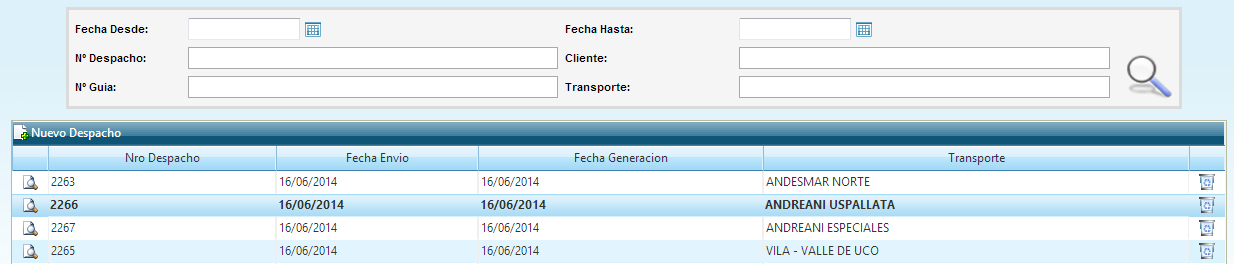 Fecha Desde: Fecha Hasta:
Nº Despacho: Cliente:
Nº Guia: Transporte:
Nuevo Despacho
Nro Despacho Fecha Envio Fecha Generacion Transporte
2263 16/06/2014 16/06/2014 ANDESMAR NORTE
2266 16/06/2014 16/06/2014 ANDREANI USPALLATA
2267 16/06/2014 16/06/2014 ANDREANI ESPECIALES
2265 16/06/2014 16/06/2014 VILA - VALLE DE UCO